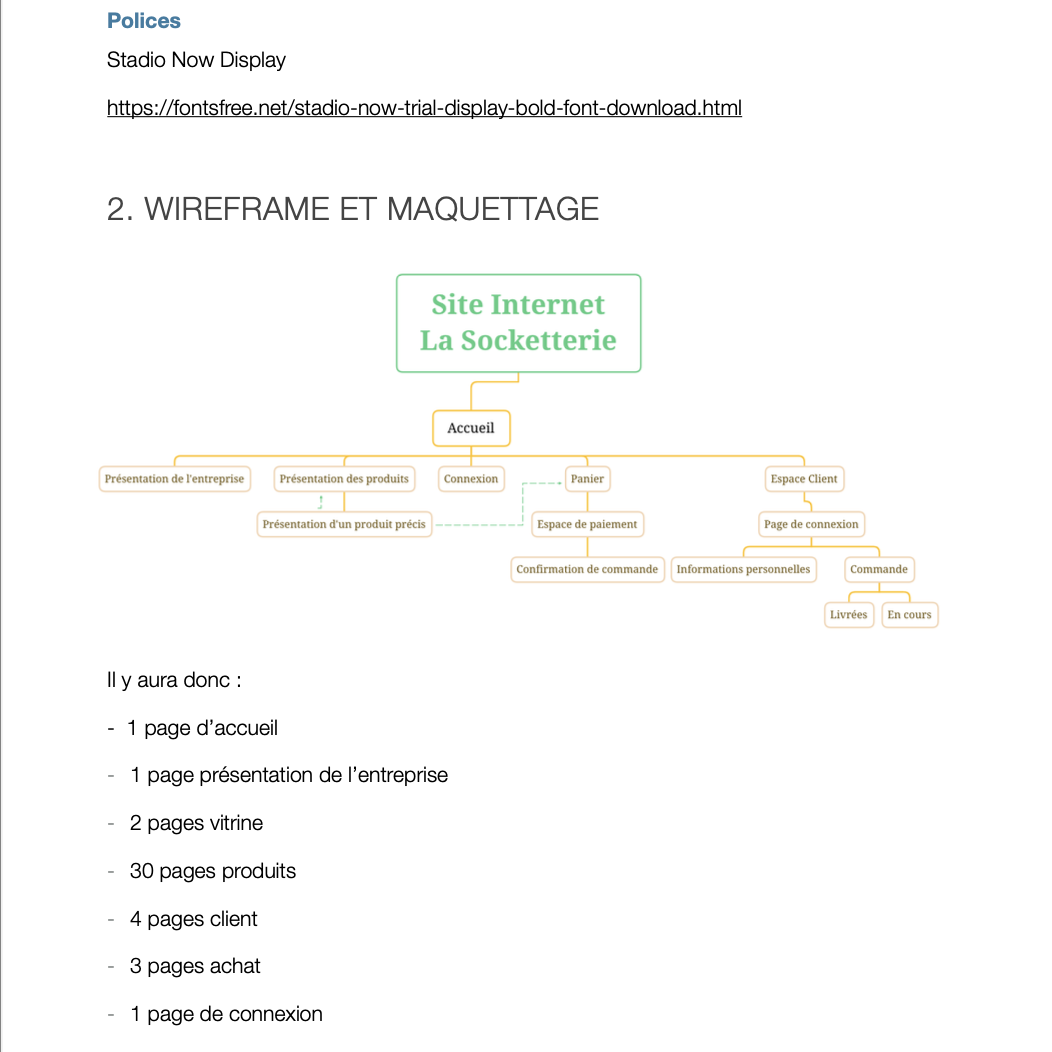 Polices
Stadio Now Display
https://fontsfree.net/stadio-now-trial-display-bold-font-download.html
2. WIREFRAME ET MAQUETTAGE
Site Internet
La Socketterie
Accueil
Présentation de l'entreprise
Présentation des produits
Connexion
Panier
Espace Client
Présentation d'un produit précis
Espace de paiement
Page de connexion
Confirmation de commande
Informations personnelles
Commande
Livrées
En cours
Il y aura donc :
- 1 page d’accueil
- 1 page présentation de l’entreprise
- 2 pages vitrine
- 30 pages produits
- 4 pages client
- 3 pages achat
- 1 page de connexion